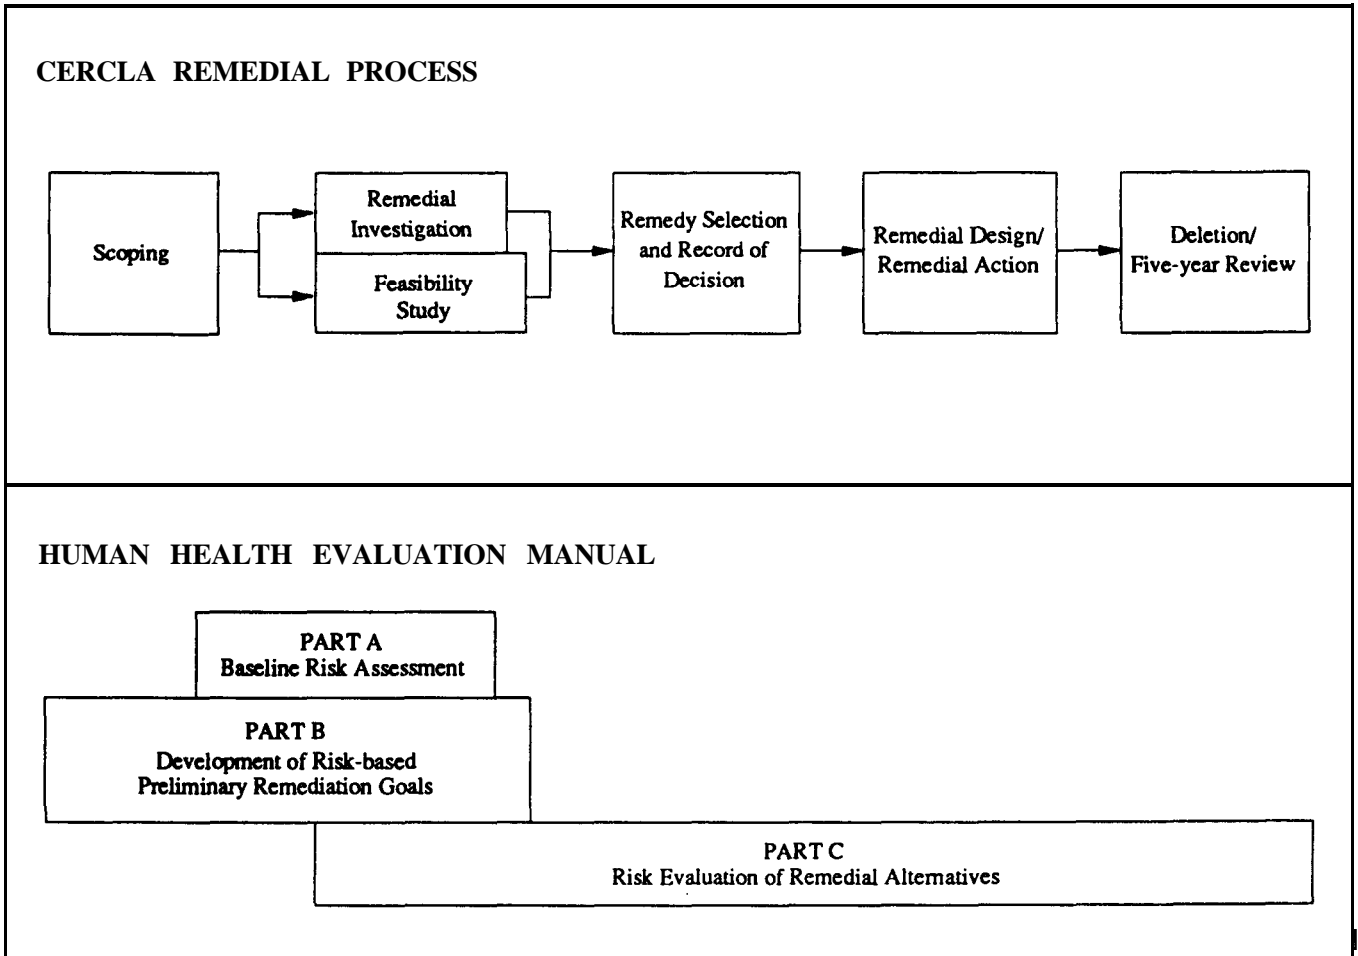 CERCLA REMEDIAL PROCESS
Scoping
Remedial
Investigation
Feasibility
Study
Remedy Selection
and Record of
Decision
Remedial Design/
Remedial Action
Deletion/
Five-year Review
HUMAN HEALTH EVALUATION MANUAL
PART A
Baseline Risk Assessment
PART B
Development of Risk-based
Preliminary Remediation Goals
PART C
Risk Evaluation of Remedial Alternatives